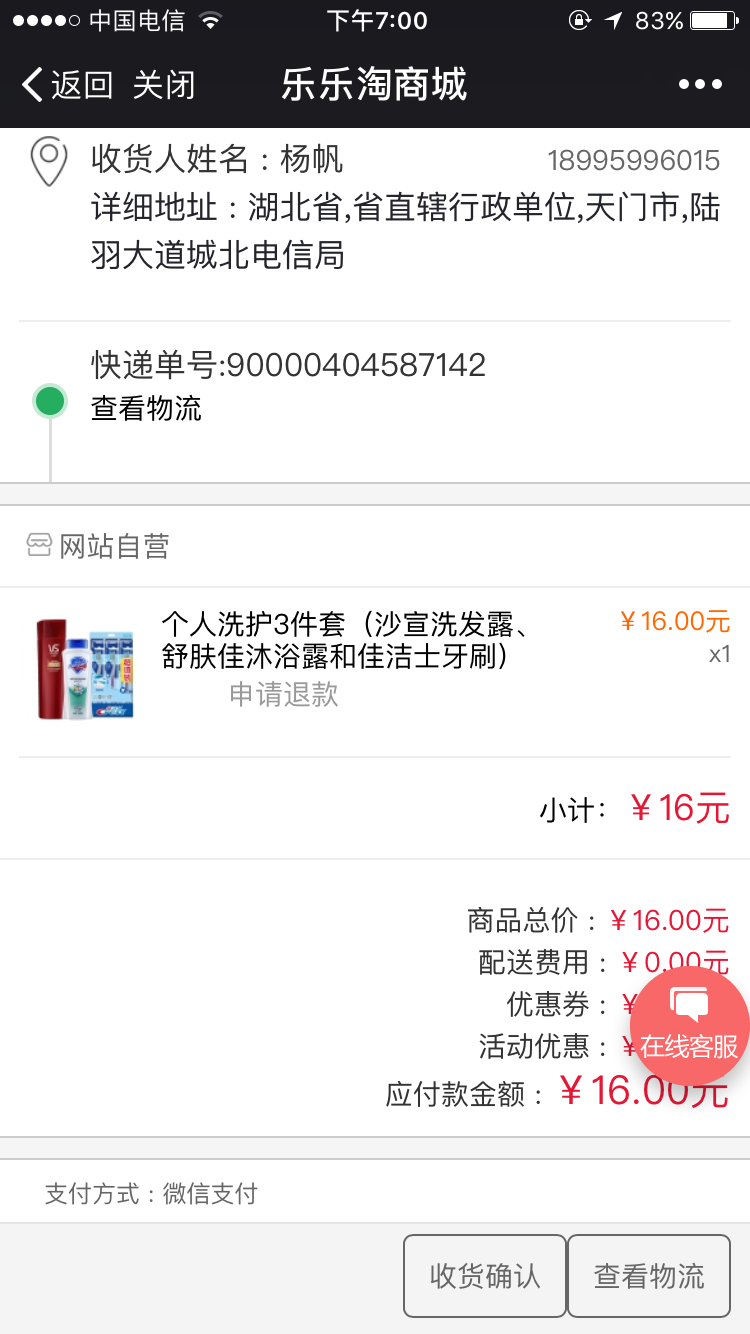 中国电信 下午7:00 83%
返回 关闭 乐乐淘商城
收货人姓名：杨帆 18995996015
详细地址：湖北省,省直辖行政单位,天门市,陆
羽大道城北电信局
快递单号:90000404587142
查看物流
网站自营
个人洗护3件套（沙宣洗发露、 ￥16.00元
舒肤佳沐浴露和佳洁士牙刷） x1
申请退款
小计： ￥16元
商品总价：￥16.00元
配送费用：￥0.00元
优惠券：￥
活动优惠：￥
在线客服
应付款金额：￥16.00元
支付方式：微信支付
收货确认 查看物流